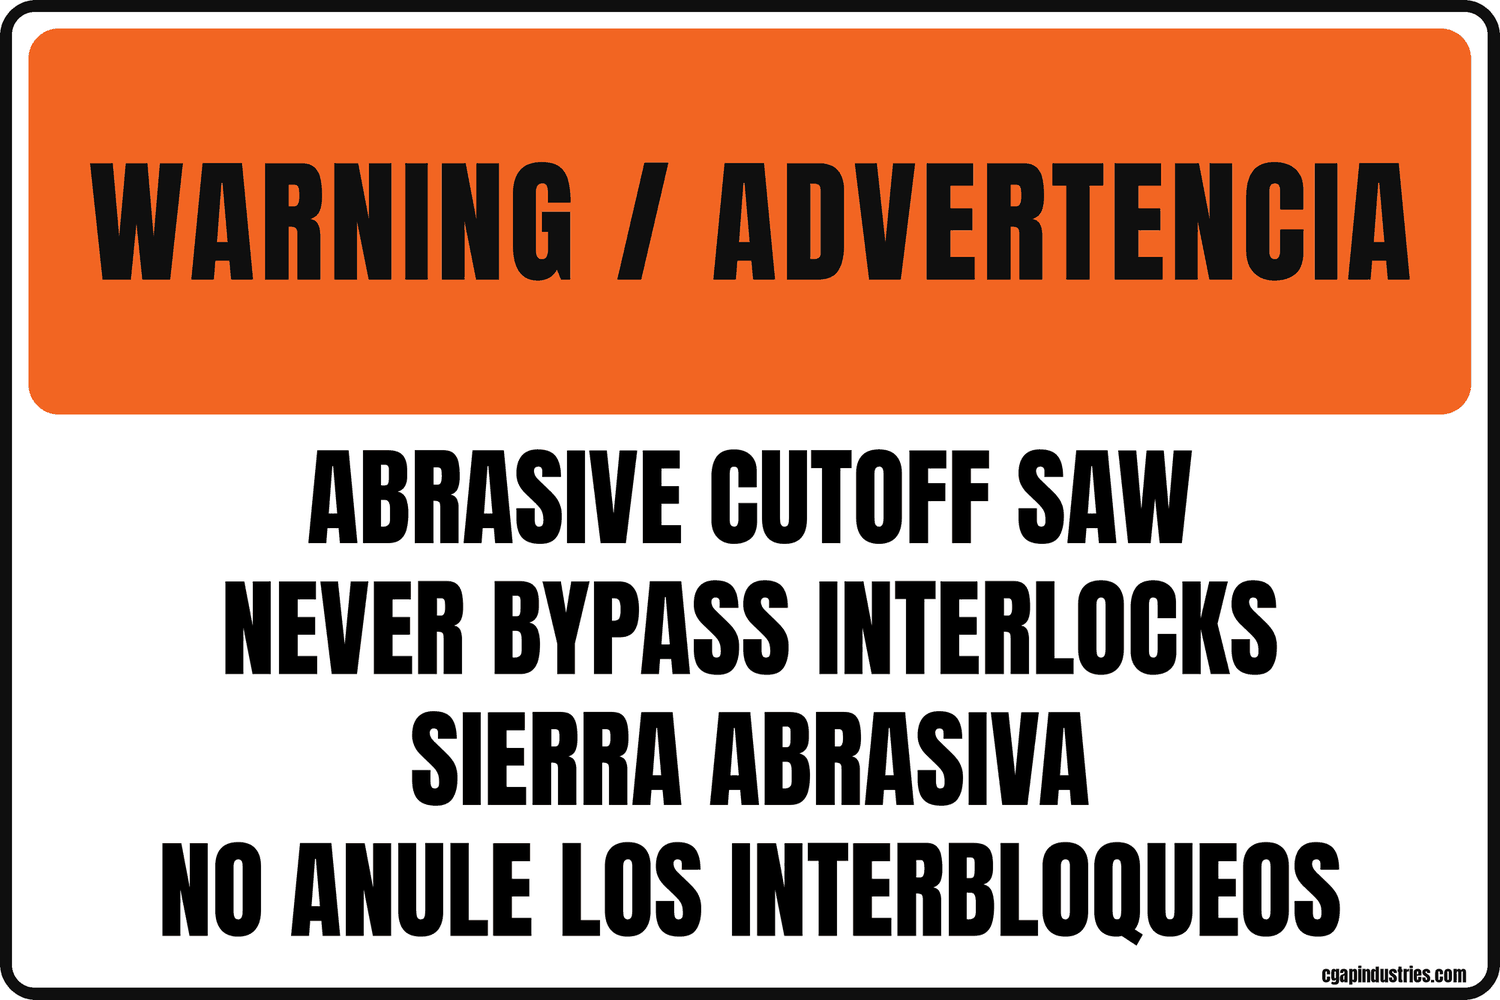 WARNING / ADVERTENCIA
ABRASIVE CUTOFF SAW
NEVER BYPASS INTERLOCKS
SIERRA ABRASIVA
NO ANULE LOS INTERBLOQUEOS
cgapindustries.com